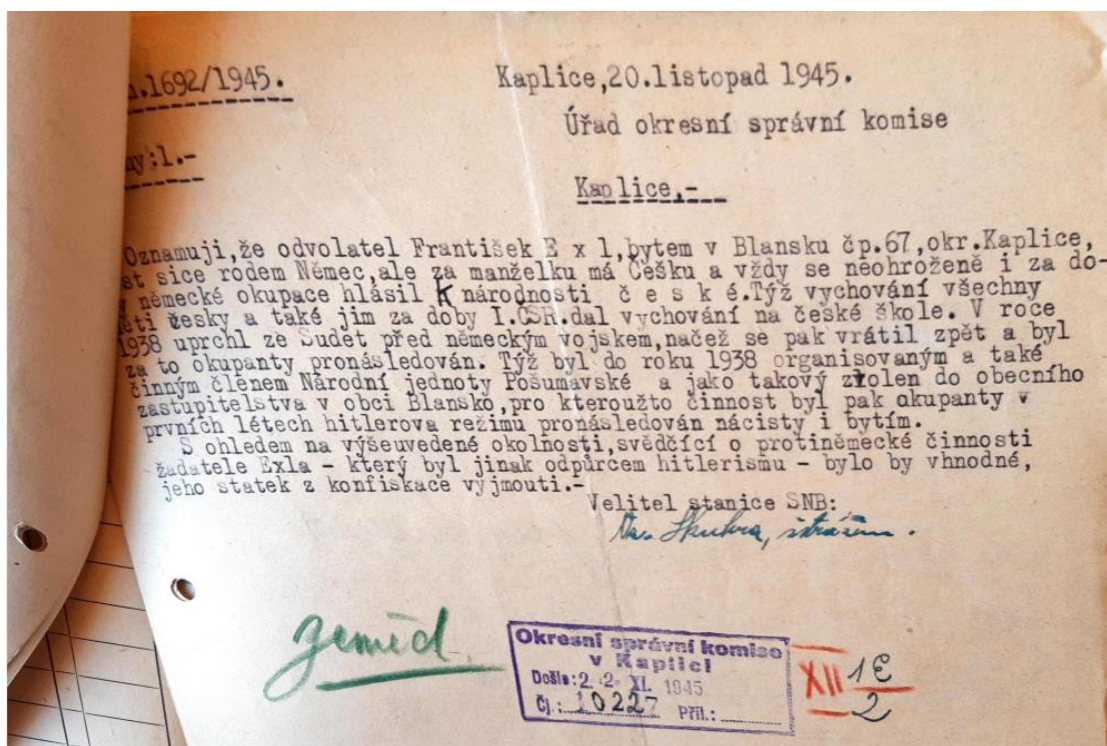 1692/1945.
Kaplice,20.listopad 1945.
Úřad okresní správní komise
:1.-
Kaplice,-
Oznamuji,že odvolatel František E x l,bytem v Blansku čp.67,okr.Kaplice,
st sice rodem Němec,ale za manželku má Češku a vždy se neohroženě i za do-
y německé okupace hlásil k národnosti č e s k é.Týž vychování všechny
ěti česky a také jim za doby I.ČSR.dal vychování na české škole. V roce
1938 uprchl ze Sudet před německým vojskem,načež se pak vrátil zpět a byl
za to okupanty pronásledován. Týž byl do roku 1938 organisovaným a také
činným členem Národní jednoty Pošumavské a jako takový zvolen do obecního
zastupitelstva v obci Blansko,pro kteroužto činnost byl pak okupanty v
prvních létech hitlerova režimu pronásledován nácisty i bytím.
S ohledem na výšeuvedené okolnosti,svědčící o protiněmecké činnosti
žadatele Exla - který byl jinak odpůrcem hitlerismu - bylo by vhnodné,
jeho statek z konfiskace vyjmouti.-
Velitel stanice SNB:
zeměd.
Okresní správní komise
v Kaplici
Došlo: 2-2- XI. 1945
Čj.: 10227 Příl.:
XII 1E
2